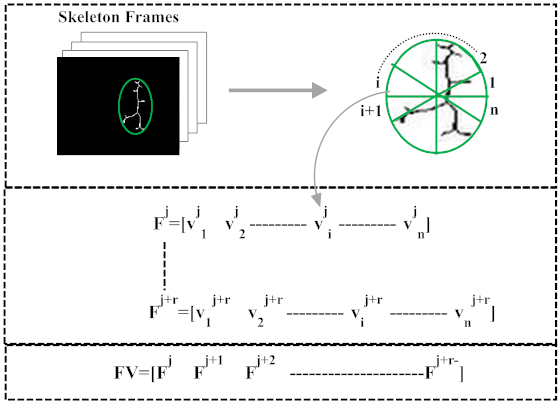 Skeleton Frames
2
i 1
i+1 n
F^j=[v_1^j v_2^j --------- v_i^j --------- v_n^j]
F^{j+r}=[v_1^{j+r} v_2^{j+r} --------- v_i^{j+r} --------- v_n^{j+r}]
FV=[F^j F^{j+1} F^{j+2} ---------------------F^{j+r-}]